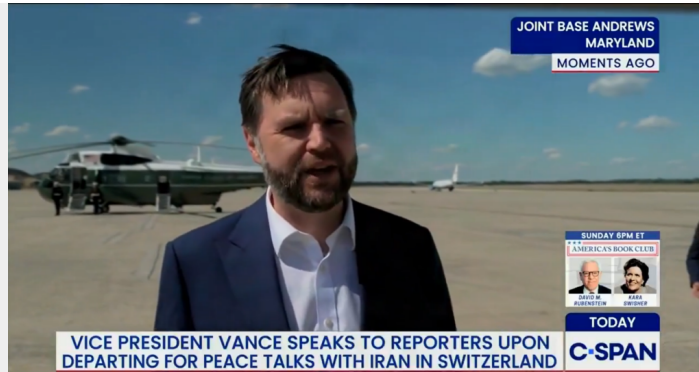 JOINT BASE ANDREWS
MARYLAND
MOMENTS AGO
SUNDAY 6PM ET
AMERICA'S BOOK CLUB
DAVID M. RUBENSTEIN
KARA SWISHER
TODAY
C-SPAN
VICE PRESIDENT VANCE SPEAKS TO REPORTERS UPON
DEPARTING FOR PEACE TALKS WITH IRAN IN SWITZERLAND